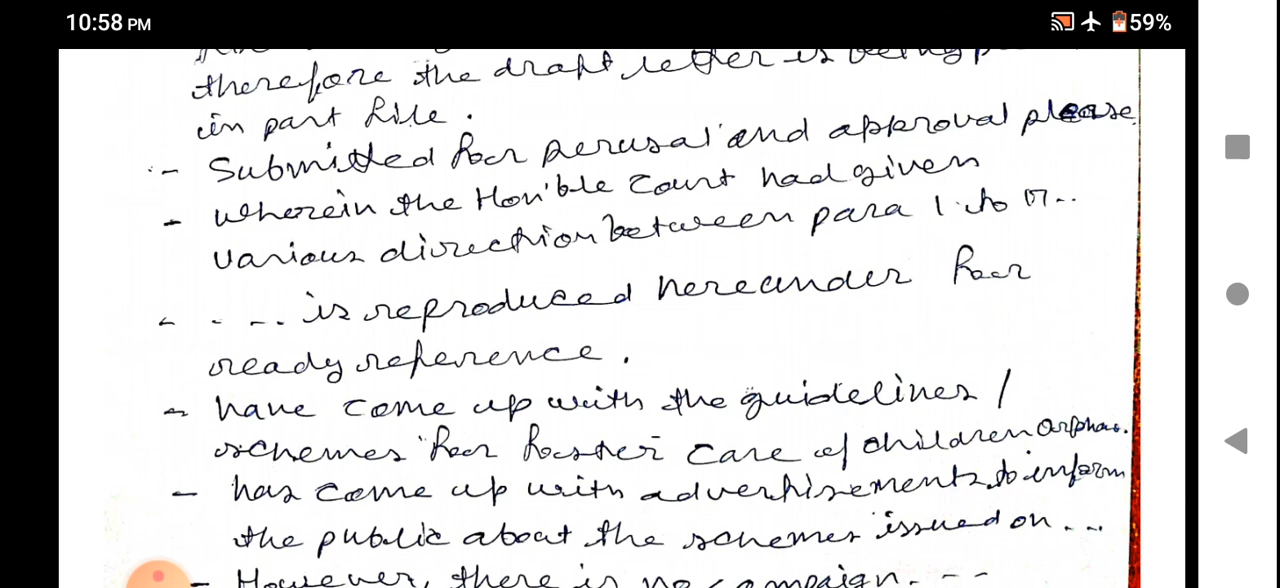 10:58 PM 59%
therefore the draft letter is being
in part file.
- Submitted for perusal and approval please
- wherein the Hon'ble Court had given
various direction between para 1 to 17...
- .... is reproduced hereunder for
ready reference.
- have come up with the guidelines /
schemes for foster care of children orphan.
- has come up with advertisements to inform
the public about the schemes issued on ...
- However, there is no campaign. - -